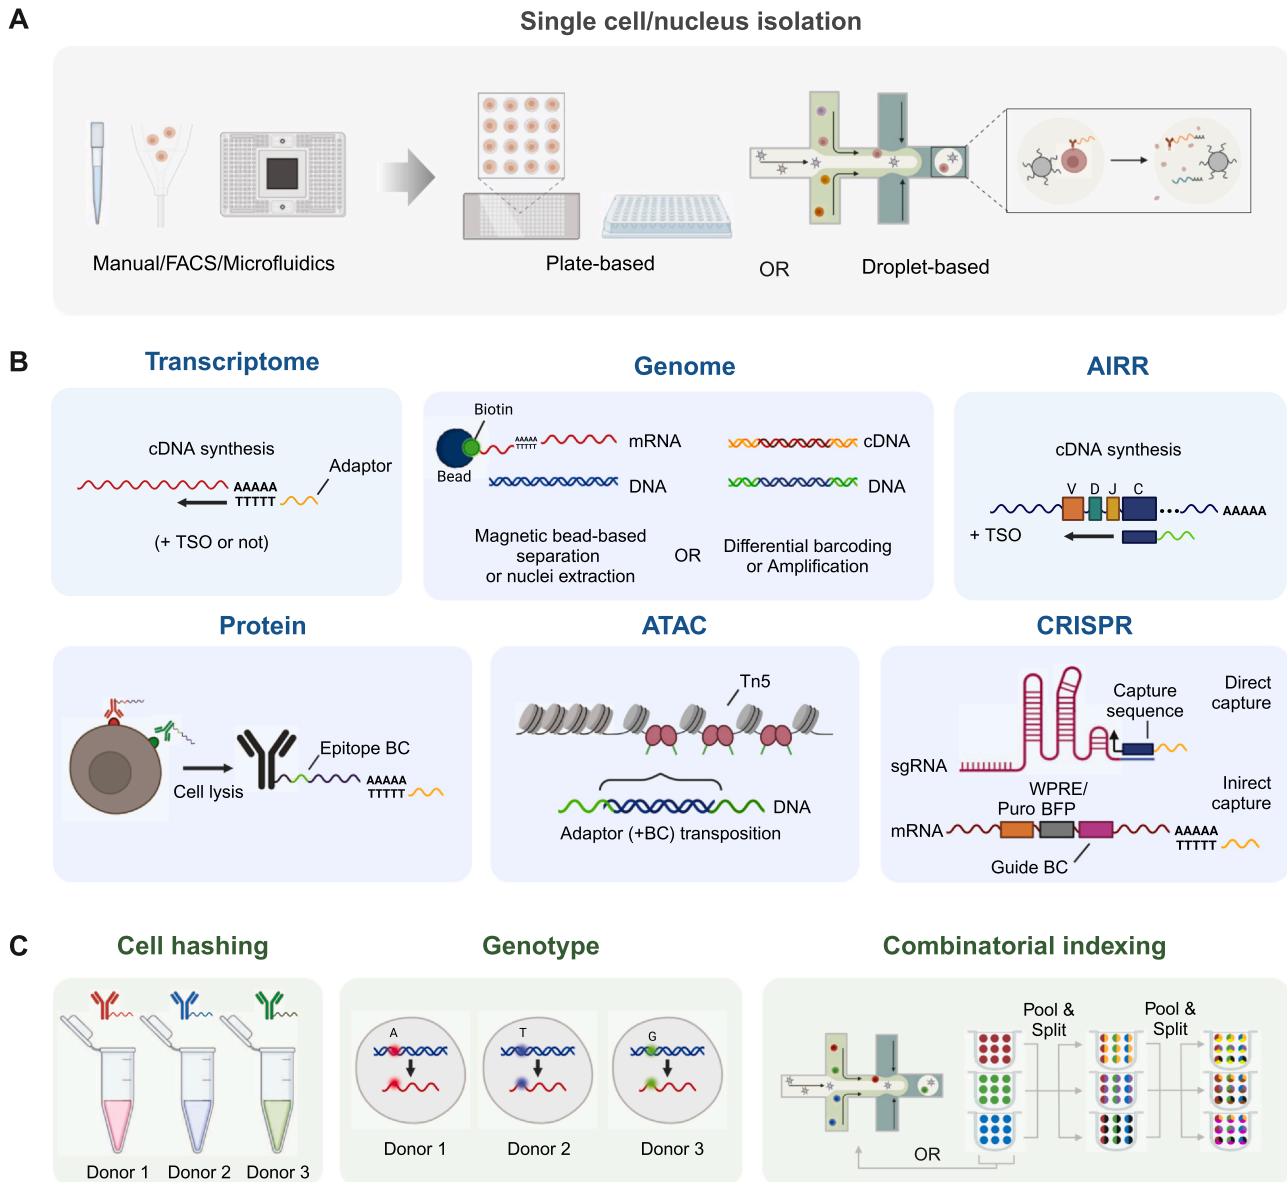 A
Single cell/nucleus isolation
Manual/FACS/Microfluidics
Plate-based
OR
Droplet-based
B
Transcriptome
cDNA synthesis
Adaptor
AAAAA
TTTTT
(+ TSO or not)
Genome
Biotin
Bead
AAAAA
TTTTT
mRNA
DNA
Magnetic bead-based
separation
or nuclei extraction
OR
cDNA
DNA
Differential barcoding
or Amplification
AIRR
cDNA synthesis
V D J C
AAAAA
+ TSO
Protein
Cell lysis
Epitope BC
AAAAA
TTTTT
ATAC
Tn5
DNA
Adaptor (+BC) transposition
CRISPR
Capture
sequence
Direct
capture
sgRNA
Inirect
capture
WPRE/
Puro BFP
mRNA
AAAAA
TTTTT
Guide BC
C
Cell hashing
Donor 1
Donor 2
Donor 3
Genotype
A
T
G
Donor 1
Donor 2
Donor 3
Combinatorial indexing
Pool &
Split
Pool &
Split
OR